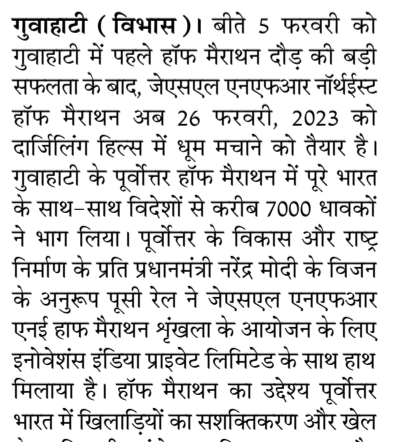 गुवाहाटी ( विभास )। बीते 5 फरवरी को
गुवाहाटी में पहले हॉफ मैराथन दौड़ की बड़ी
सफलता के बाद, जेएसएल एनएफआर नॉर्थईस्ट
हॉफ मैराथन अब 26 फरवरी, 2023 को
दार्जिलिंग हिल्स में धूम मचाने को तैयार है।
गुवाहाटी के पूर्वोत्तर हॉफ मैराथन में पूरे भारत
के साथ-साथ विदेशों से करीब 7000 धावकों
ने भाग लिया। पूर्वोत्तर के विकास और राष्ट्र
निर्माण के प्रति प्रधानमंत्री नरेंद्र मोदी के विजन
के अनुरूप पूसी रेल ने जेएसएल एनएफआर
एनई हाफ मैराथन शृंखला के आयोजन के लिए
इनोवेशंस इंडिया प्राइवेट लिमिटेड के साथ हाथ
मिलाया है। हॉफ मैराथन का उद्देश्य पूर्वोत्तर
भारत में खिलाड़ियों का सशक्तिकरण और खेल